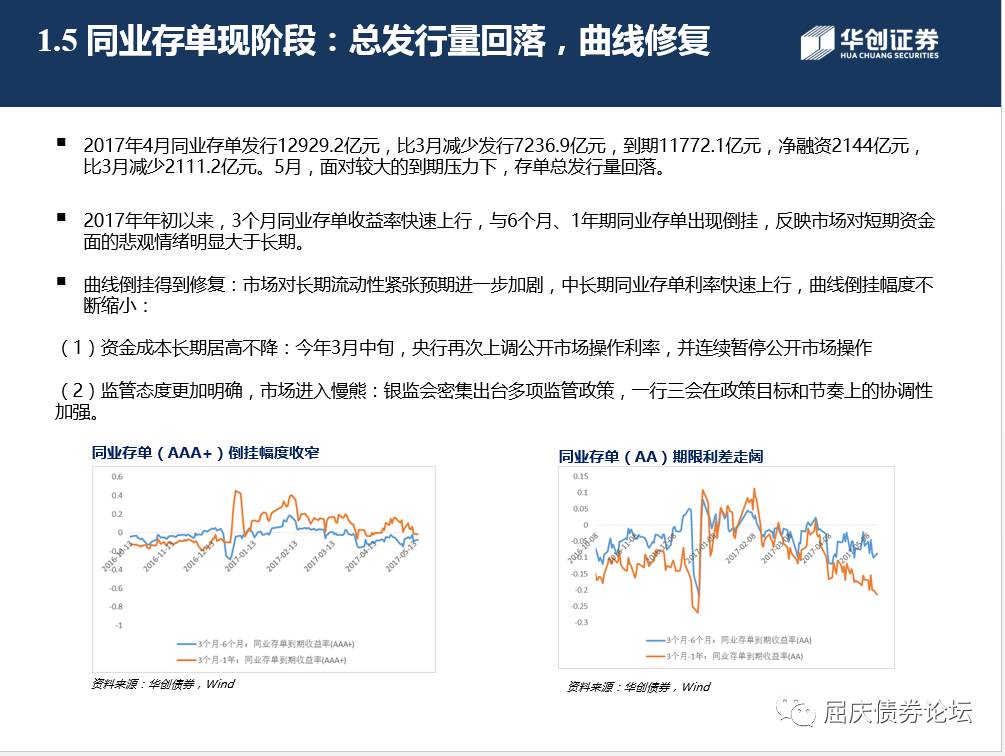 1.5 同业存单现阶段：总发行量回落，曲线修复
华创证券
HUA CHUANG SECURITIES
■ 2017年4月同业存单发行12929.2亿元，比3月减少发行7236.9亿元，到期11772.1亿元，净融资2144亿元，
比3月减少2111.2亿元。5月，面对较大的到期压力下，存单总发行量回落。
■ 2017年年初以来，3个月同业存单收益率快速上行，与6个月、1年期同业存单出现倒挂，反映市场对短期资金
面的悲观情绪明显大于长期。
■ 曲线倒挂得到修复：市场对长期流动性紧张预期进一步加剧，中长期同业存单利率快速上行，曲线倒挂幅度不
断缩小：
（1）资金成本长期居高不降：今年3月中旬，央行再次上调公开市场操作利率，并连续暂停公开市场操作
（2）监管态度更加明确，市场进入慢熊：银监会密集出台多项监管政策，一行三会在政策目标和节奏上的协调性
加强。
同业存单（AAA+）倒挂幅度收窄
0.6
0.4
0.2
0
-0.2
-0.4
-0.6
-0.8
-1
2016-10-13
2016-11-13
2016-12-13
2017-01-13
2017-02-13
2017-03-13
2017-04-13
2017-05-13
3个月-6个月：同业存单到期收益率(AAA+)
3个月-1年：同业存单到期收益率(AAA+)
资料来源：华创债券，Wind
同业存单（AA）期限利差走阔
0.15
0.1
0.05
0
-0.05
-0.1
-0.15
-0.2
-0.25
-0.3
2016-10-08
2016-11-08
2016-12-08
2017-01-08
2017-02-08
2017-03-08
2017-04-08
2017-05-08
3个月-6个月：同业存单到期收益率(AA)
3个月-1年：同业存单到期收益率(AA)
资料来源：华创债券，Wind
屈庆债券论坛